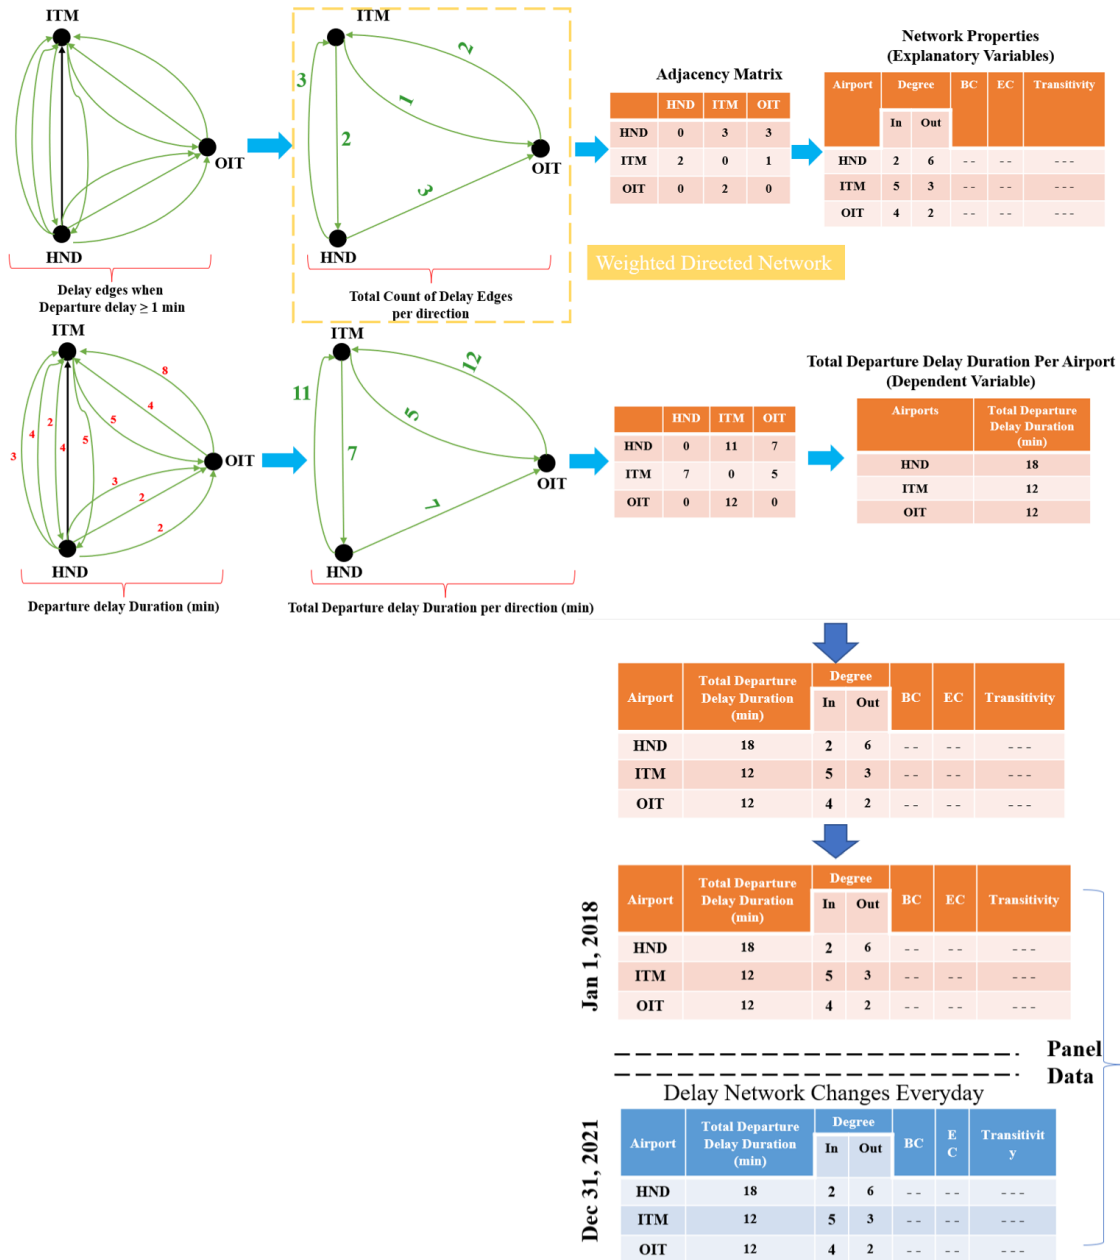 ITM
OIT
HND
Delay edges when
Departure delay ≥ 1 min
ITM
3
2
1
2
3
OIT
HND
Total Count of Delay Edges
per direction
Adjacency Matrix
HND ITM OIT
HND 0 3 3
ITM 2 0 1
OIT 0 2 0
Network Properties
(Explanatory Variables)
Airport Degree BC EC Transitivity
In Out
HND 2 6 -- -- ---
ITM 5 3 -- -- ---
OIT 4 2 -- -- ---
Weighted Directed Network
ITM
8
4
5
2
4
4
5
3
3
2
2
OIT
HND
Departure delay Duration (min)
ITM
12
11
5
7
7
OIT
HND
Total Departure delay Duration per direction (min)
HND ITM OIT
HND 0 11 7
ITM 7 0 5
OIT 0 12 0
Total Departure Delay Duration Per Airport
(Dependent Variable)
Airports Total Departure
Delay Duration
(min)
HND 18
ITM 12
OIT 12
Airport Total Departure
Delay Duration
(min) Degree BC EC Transitivity
In Out
HND 18 2 6 -- -- ---
ITM 12 5 3 -- -- ---
OIT 12 4 2 -- -- ---
Jan 1, 2018
Airport Total Departure
Delay Duration
(min) Degree BC EC Transitivity
In Out
HND 18 2 6 -- -- ---
ITM 12 5 3 -- -- ---
OIT 12 4 2 -- -- ---
Panel
Data
Delay Network Changes Everyday
Dec 31, 2021
Airport Total Departure
Delay Duration
(min) Degree BC E
C Transitivit
y
In Out
HND 18 2 6 -- -- ---
ITM 12 5 3 -- -- ---
OIT 12 4 2 -- -- ---